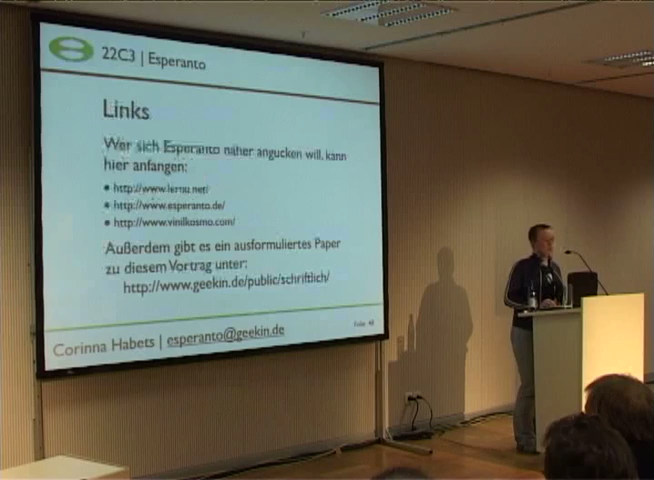 22C3 | Esperanto
Links
Wer sich Esperanto näher angucken will, kann
hier anfangen:
• http://www.lernu.net/
• http://www.esperanto.de/
• http://www.vinilkosmo.com/
Außerdem gibt es ein ausformuliertes Paper
zu diesem Vortrag unter:
http://www.geekin.de/public/schriftlich/
Corinna Habets | esperanto@geekin.de
Folie